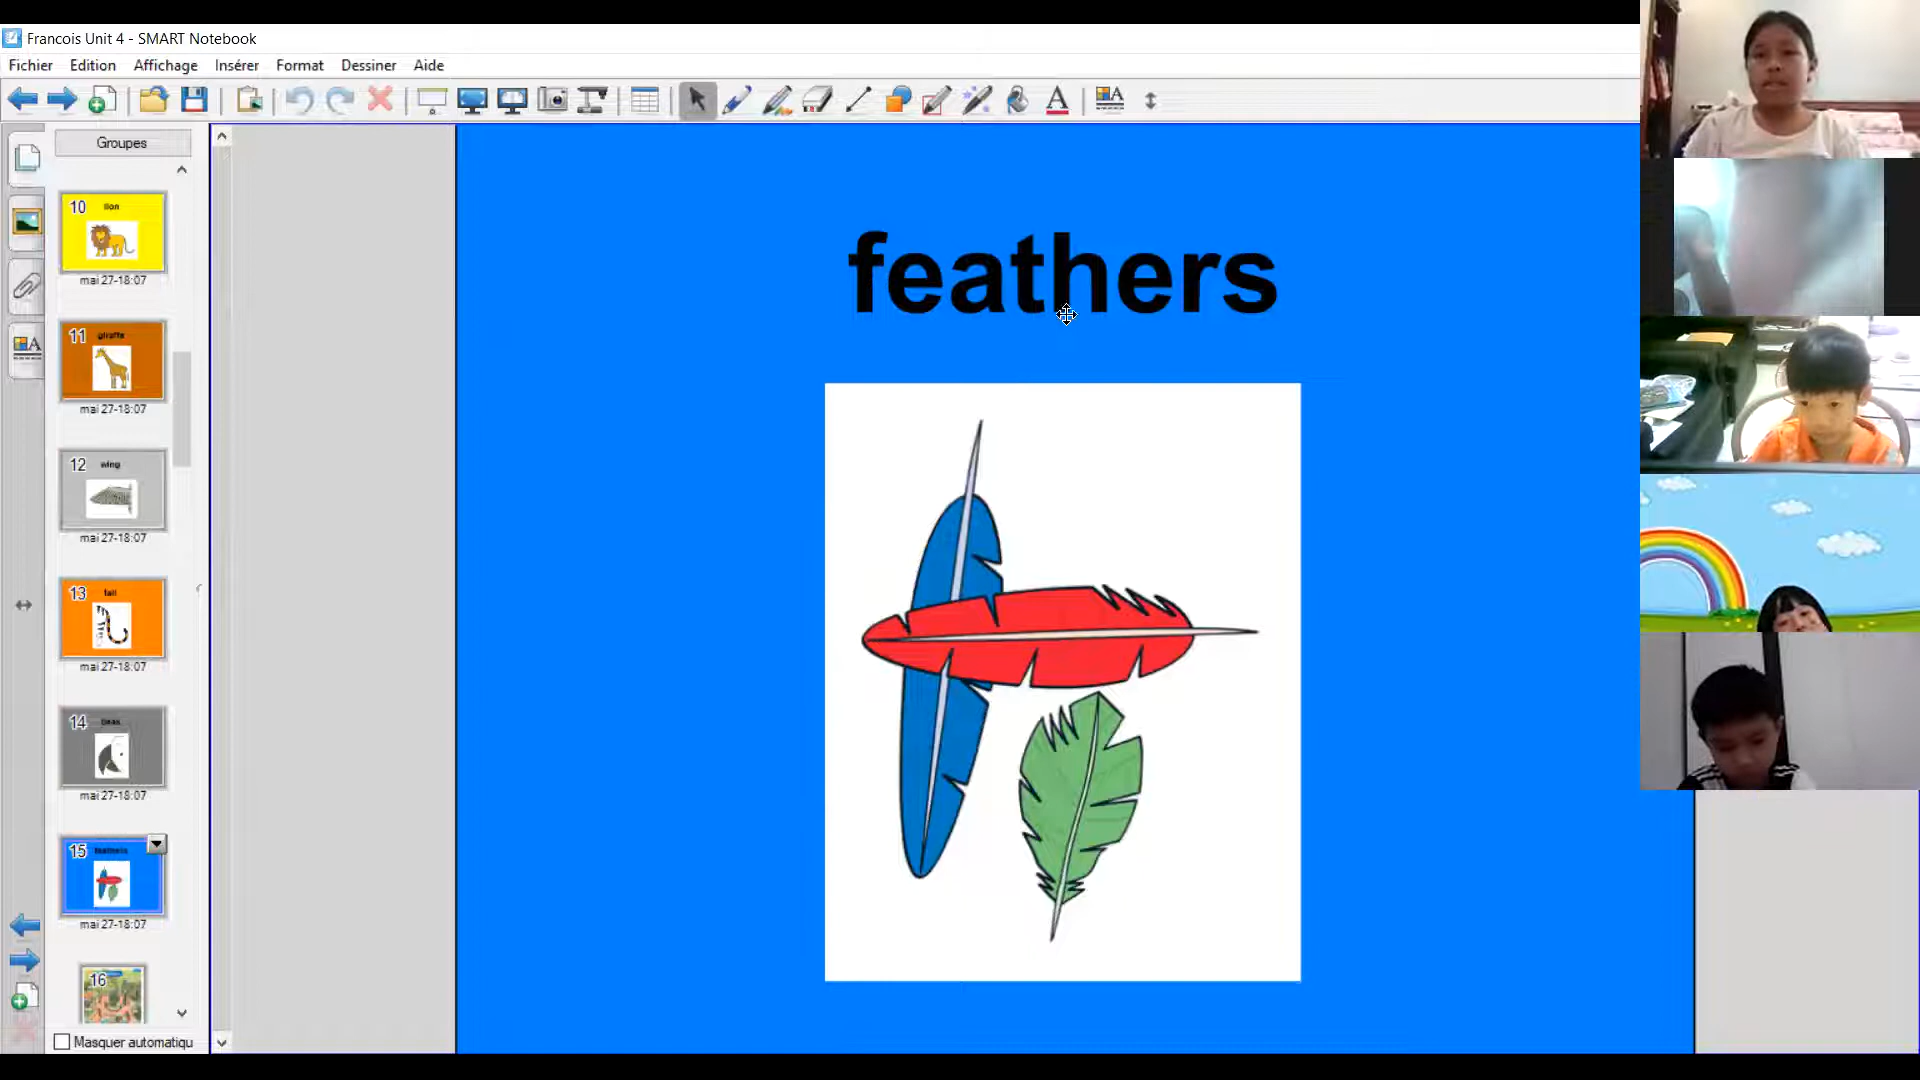 Francois Unit 4 - SMART Notebook
Fichier Edition Affichage Insérer Format Dessiner Aide
Groupes
10 lion
mai 27-18:07
11 giraffe
mai 27-18:07
12 wing
mai 27-18:07
13 tail
mai 27-18:07
14
mai 27-18:07
15 feathers
mai 27-18:07
16
Masquer automatiqu
feathers